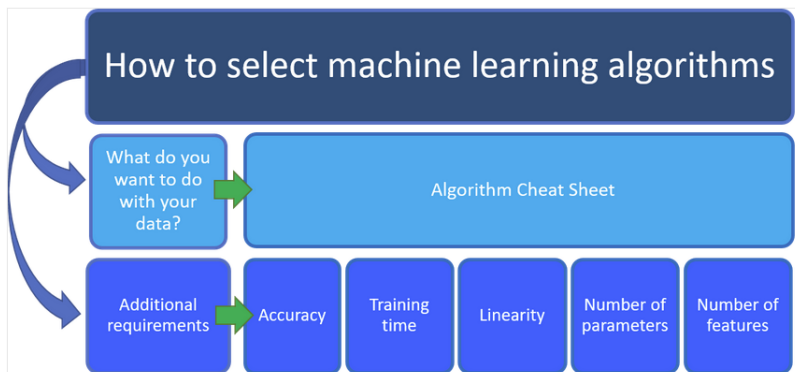 How to select machine learning algorithms
What do you
want to do
with your
data?
Algorithm Cheat Sheet
Additional
requirements
Accuracy
Training
time
Linearity
Number of
parameters
Number of
features